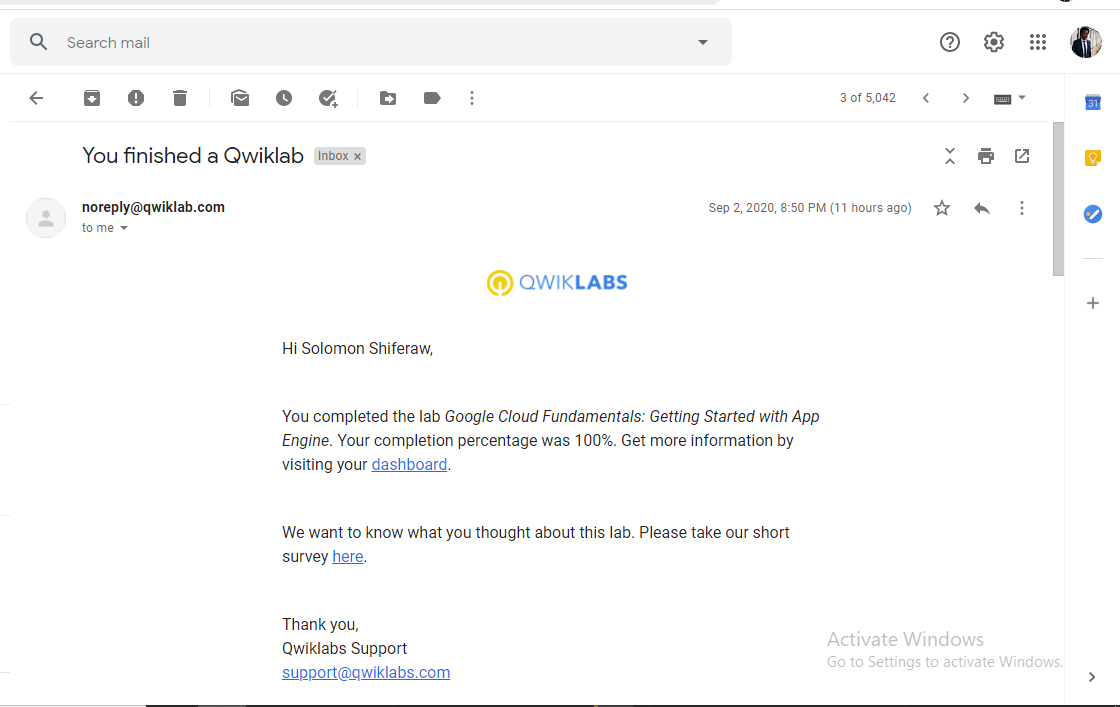 Search mail
3 of 5,042
31
You finished a Qwiklab
Inbox x
noreply@qwiklab.com
Sep 2, 2020, 8:50 PM (11 hours ago)
to me
QWIKLABS
Hi Solomon Shiferaw,
You completed the lab Google Cloud Fundamentals: Getting Started with App
Engine. Your completion percentage was 100%. Get more information by
visiting your dashboard.
We want to know what you thought about this lab. Please take our short
survey here.
Thank you,
Qwiklabs Support
support@qwiklabs.com
Activate Windows
Go to Settings to activate Windows.